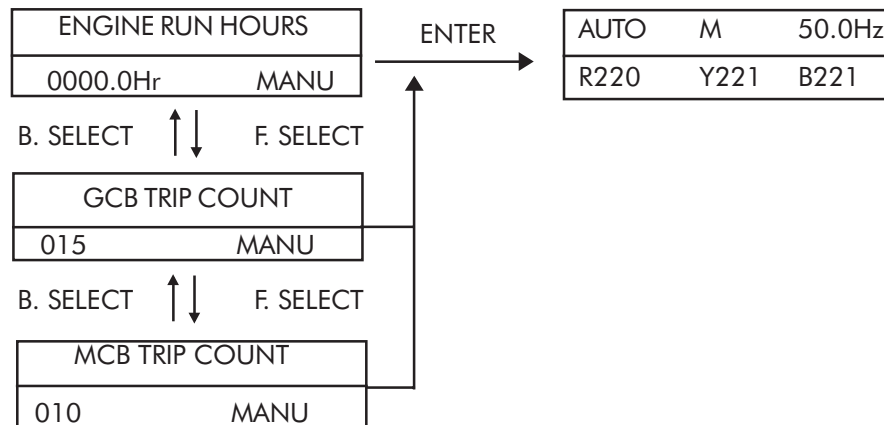 ENGINE RUN HOURS
0000.0Hr MANU
ENTER
AUTO M 50.0Hz
R220 Y221 B221
B. SELECT F. SELECT
GCB TRIP COUNT
015 MANU
B. SELECT F. SELECT
MCB TRIP COUNT
010 MANU